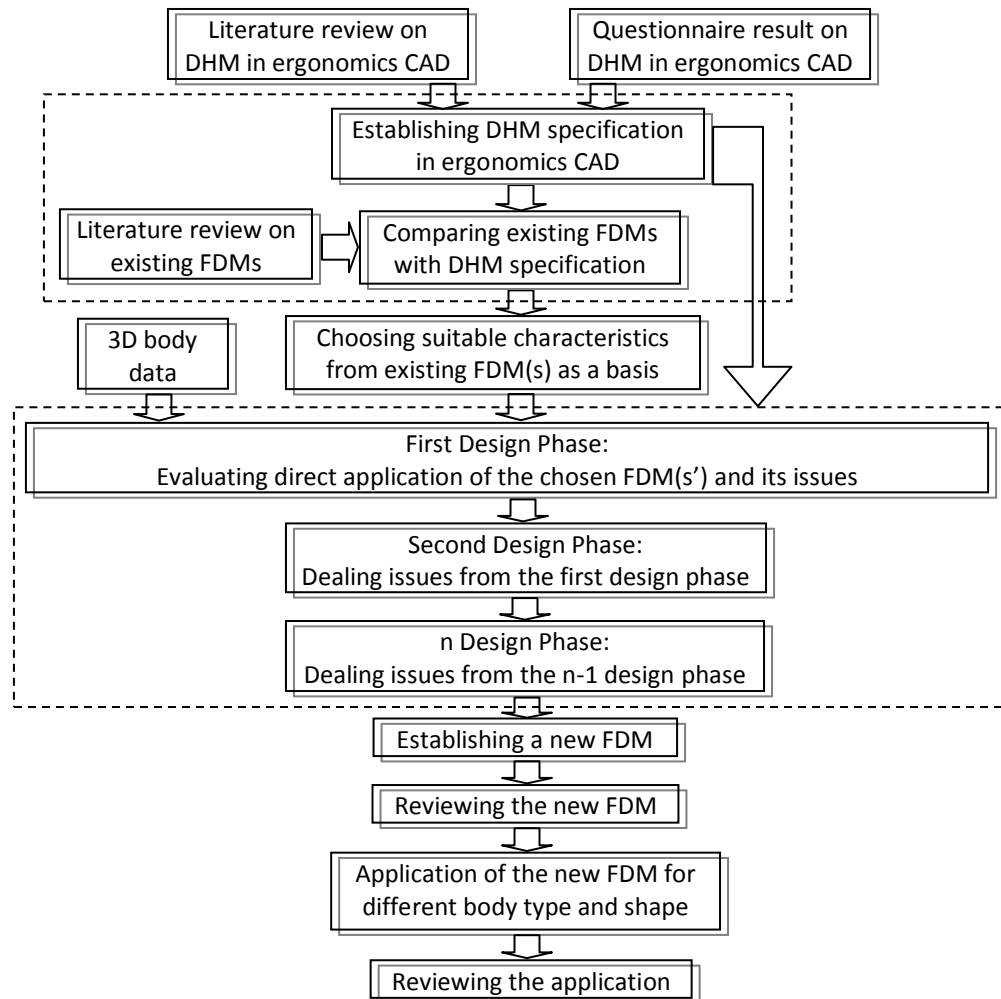 Literature review on
DHM in ergonomics CAD
Questionnaire result on
DHM in ergonomics CAD
Establishing DHM specification
in ergonomics CAD
Literature review on
existing FDMs
Comparing existing FDMs
with DHM specification
3D body
data
Choosing suitable characteristics
from existing FDM(s) as a basis
First Design Phase:
Evaluating direct application of the chosen FDM(s’) and its issues
Second Design Phase:
Dealing issues from the first design phase
n Design Phase:
Dealing issues from the n-1 design phase
Establishing a new FDM
Reviewing the new FDM
Application of the new FDM for
different body type and shape
Reviewing the application